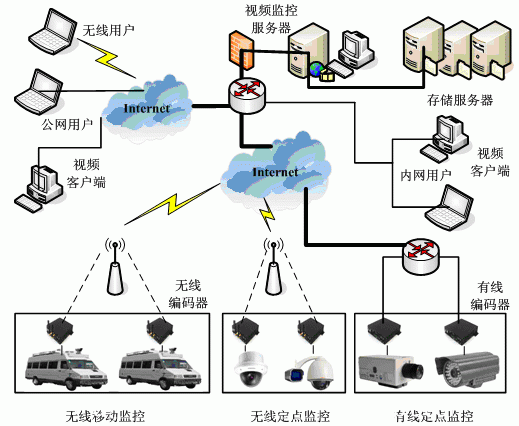 无线用户
视频监控
服务器
Internet
公网用户
存储服务器
视频
客户端
视频
客户端
内网用户
Internet
无线
编码器
有线
编码器
无线移动监控
无线定点监控
有线定点监控